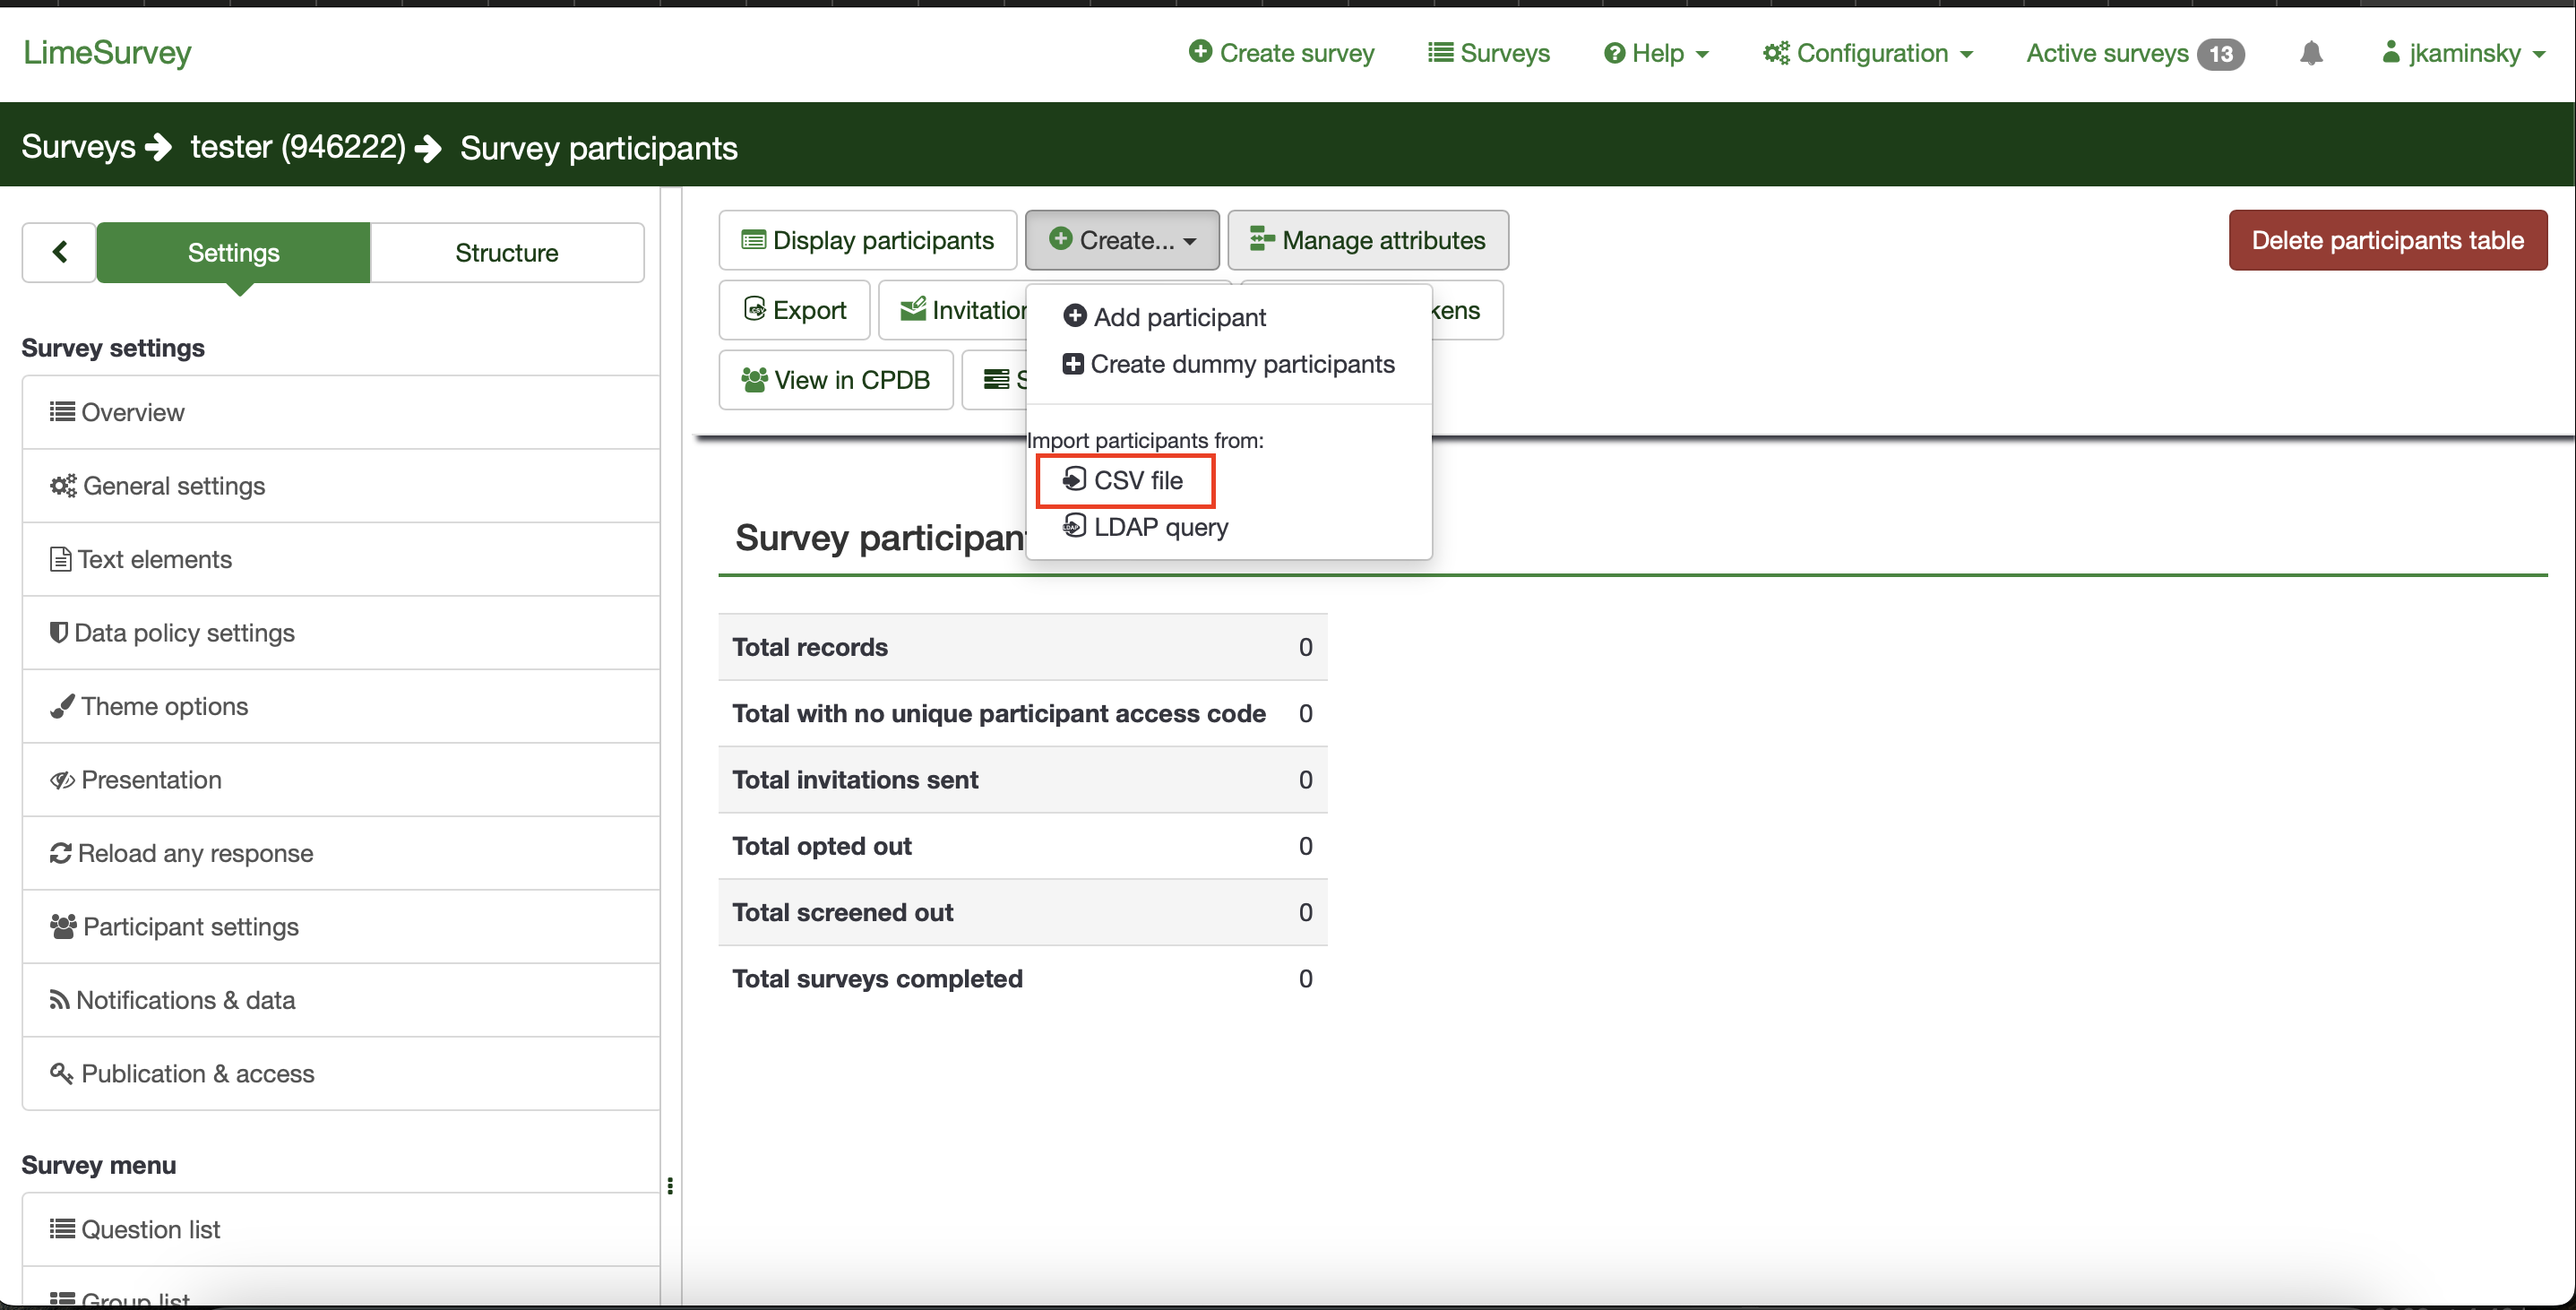 LimeSurvey
Create survey
Surveys
Help
Configuration
Active surveys 13
jkaminsky
Surveys tester (946222) Survey participants
Settings
Structure
Survey settings
Overview
General settings
Text elements
Data policy settings
Theme options
Presentation
Reload any response
Participant settings
Notifications & data
Publication & access
Survey menu
Question list
Group list
Display participants
Create...
Manage attributes
Delete participants table
Export
Invitation
kens
View in CPDB
S
Add participant
Create dummy participants
Import participants from:
CSV file
LDAP query
Survey participan
Total records 0
Total with no unique participant access code 0
Total invitations sent 0
Total opted out 0
Total screened out 0
Total surveys completed 0